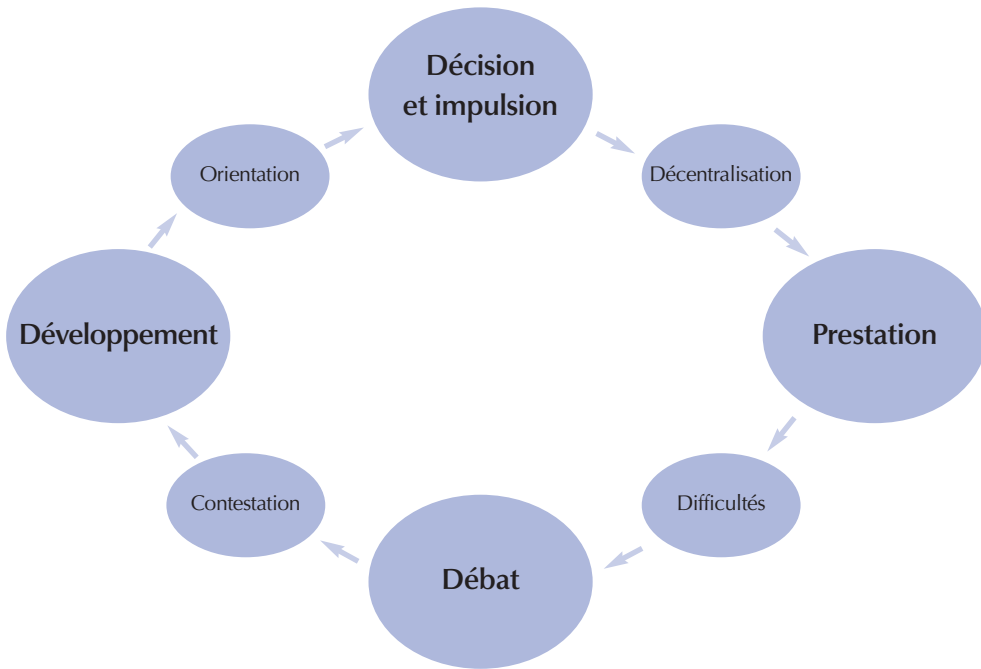 Décision
et impulsion
Orientation
Décentralisation
Développement
Prestation
Contestation
Difficultés
Débat